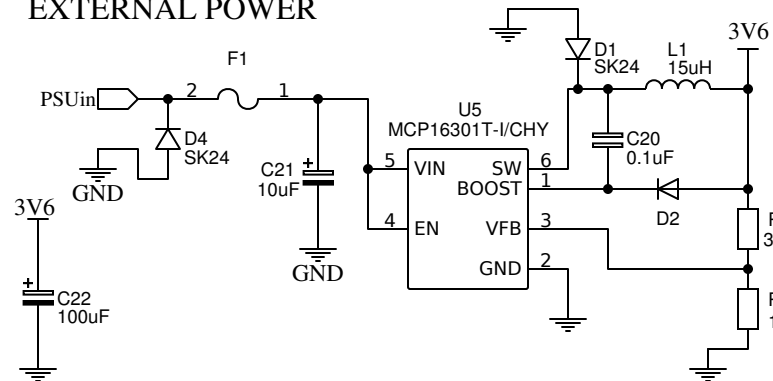 EXTERNAL POWER
3V6
F1
D1
SK24
L1
15uH
PSUin
2
1
U5
MCP16301T-I/CHY
D4
SK24
C20
0.1uF
GND
C21
10uF
5
VIN
SW
6
BOOST
1
D2
3V6
4
EN
VFB
3
GND
2
GND
C22
100uF